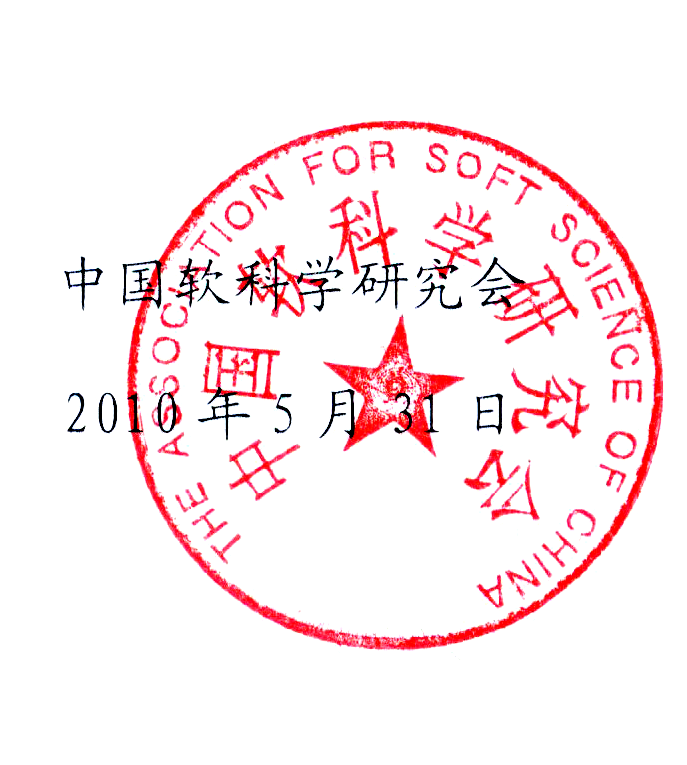 中国软科学研究会
2010 年 5 月 31 日
THE ASSOCIATION FOR SOFT SCIENCE OF CHINA
中国软科学研究会